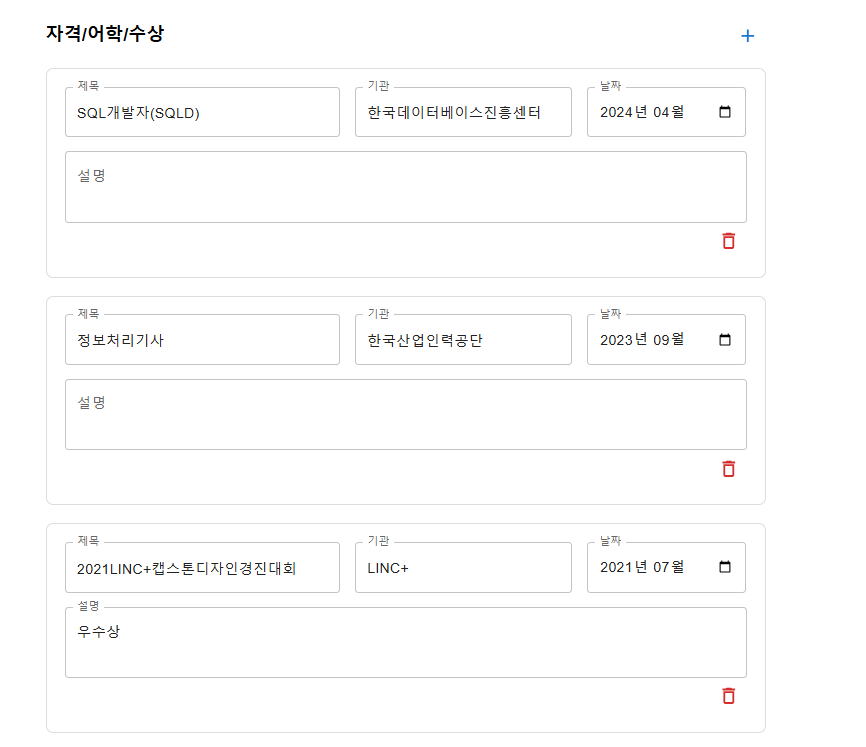 자격/어학/수상
제목 기관 날짜
SQL개발자(SQLD) 한국데이터베이스진흥센터 2024년 04월
설명
제목 기관 날짜
정보처리기사 한국산업인력공단 2023년 09월
설명
제목 기관 날짜
2021LINC+캡스톤디자인경진대회 LINC+ 2021년 07월
설명
우수상